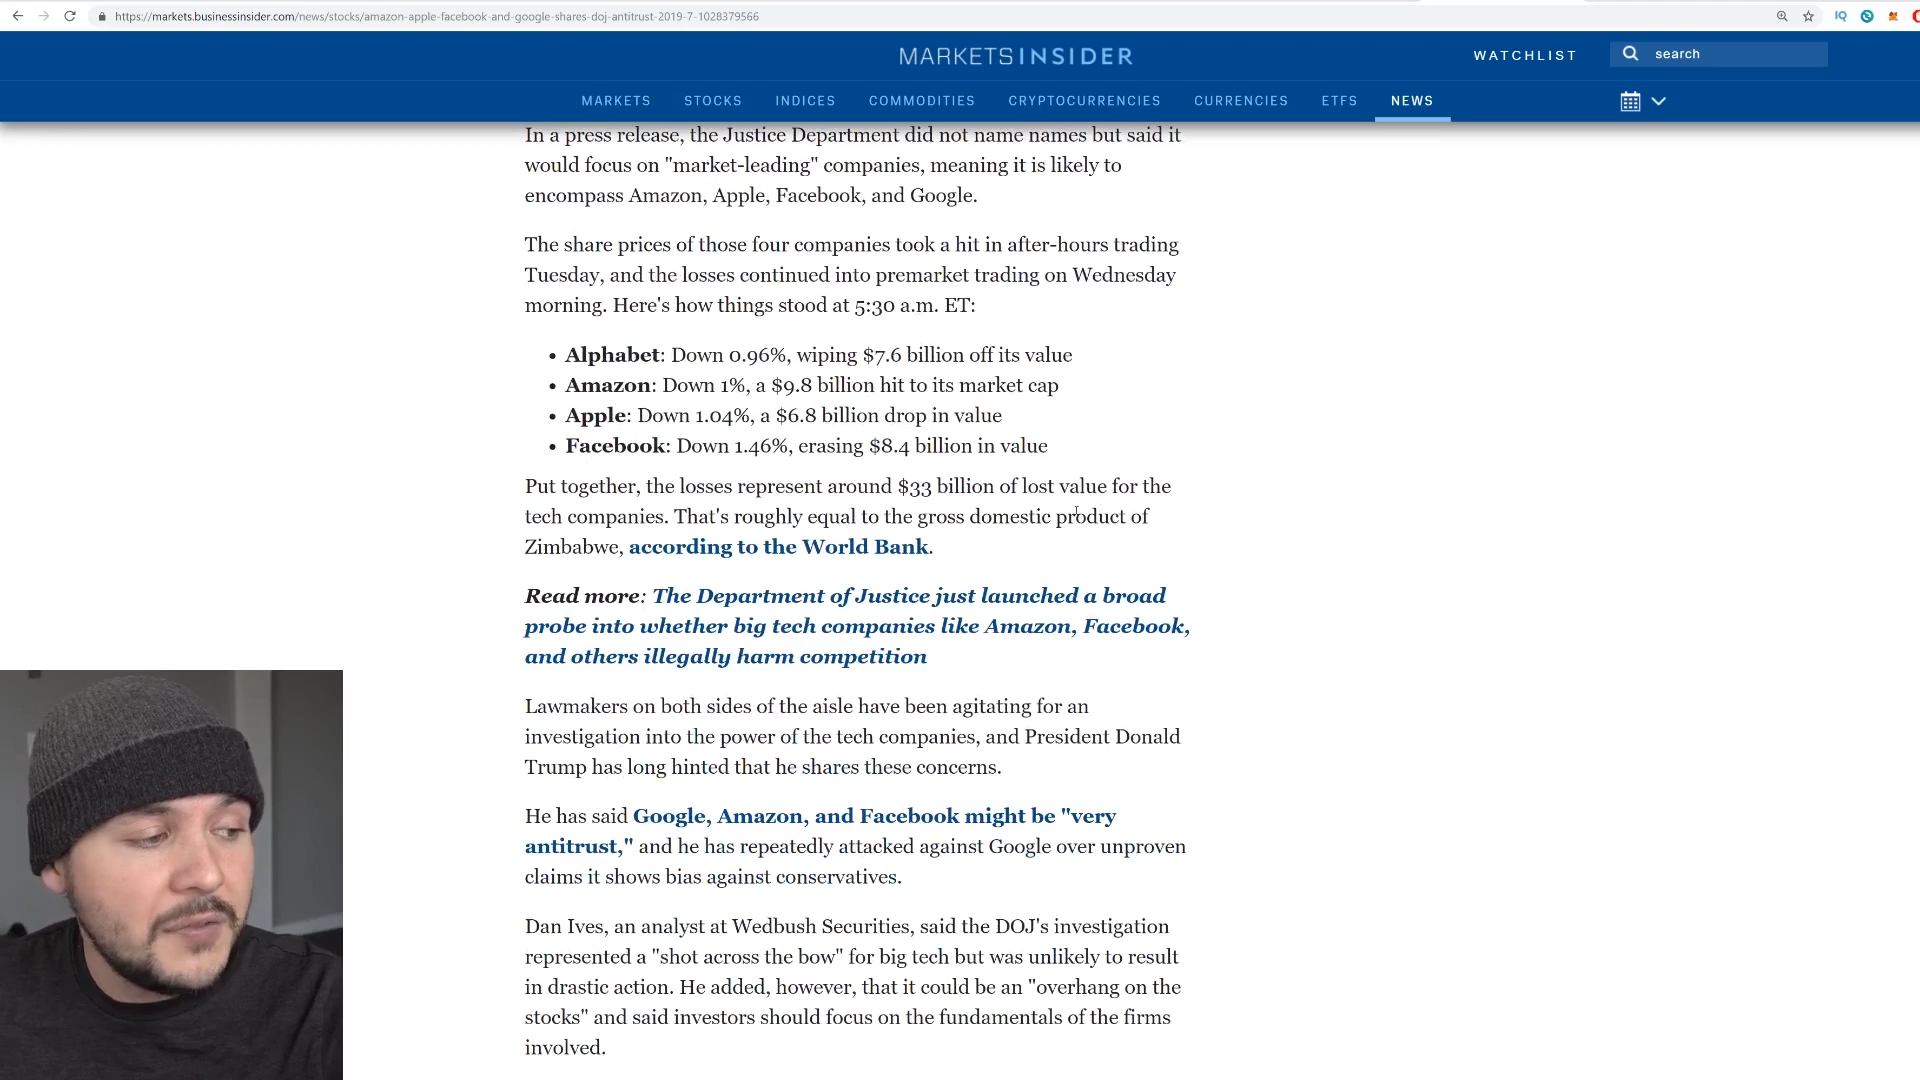 https://markets.businessinsider.com/news/stocks/amazon-apple-facebook-and-google-shares-doj-antitrust-2019-7-1028379566
IQ
MARKETS INSIDER
WATCHLIST
search
MARKETS STOCKS INDICES COMMODITIES CRYPTOCURRENCIES CURRENCIES ETFS NEWS
In a press release, the Justice Department did not name names but said it
would focus on "market-leading" companies, meaning it is likely to
encompass Amazon, Apple, Facebook, and Google.
The share prices of those four companies took a hit in after-hours trading
Tuesday, and the losses continued into premarket trading on Wednesday
morning. Here's how things stood at 5:30 a.m. ET:
• Alphabet: Down 0.96%, wiping $7.6 billion off its value
• Amazon: Down 1%, a $9.8 billion hit to its market cap
• Apple: Down 1.04%, a $6.8 billion drop in value
• Facebook: Down 1.46%, erasing $8.4 billion in value
Put together, the losses represent around $33 billion of lost value for the
tech companies. That's roughly equal to the gross domestic product of
Zimbabwe, according to the World Bank.
Read more: The Department of Justice just launched a broad
probe into whether big tech companies like Amazon, Facebook,
and others illegally harm competition
Lawmakers on both sides of the aisle have been agitating for an
investigation into the power of the tech companies, and President Donald
Trump has long hinted that he shares these concerns.
He has said Google, Amazon, and Facebook might be "very
antitrust," and he has repeatedly attacked against Google over unproven
claims it shows bias against conservatives.
Dan Ives, an analyst at Wedbush Securities, said the DOJ's investigation
represented a "shot across the bow" for big tech but was unlikely to result
in drastic action. He added, however, that it could be an "overhang on the
stocks" and said investors should focus on the fundamentals of the firms
involved.